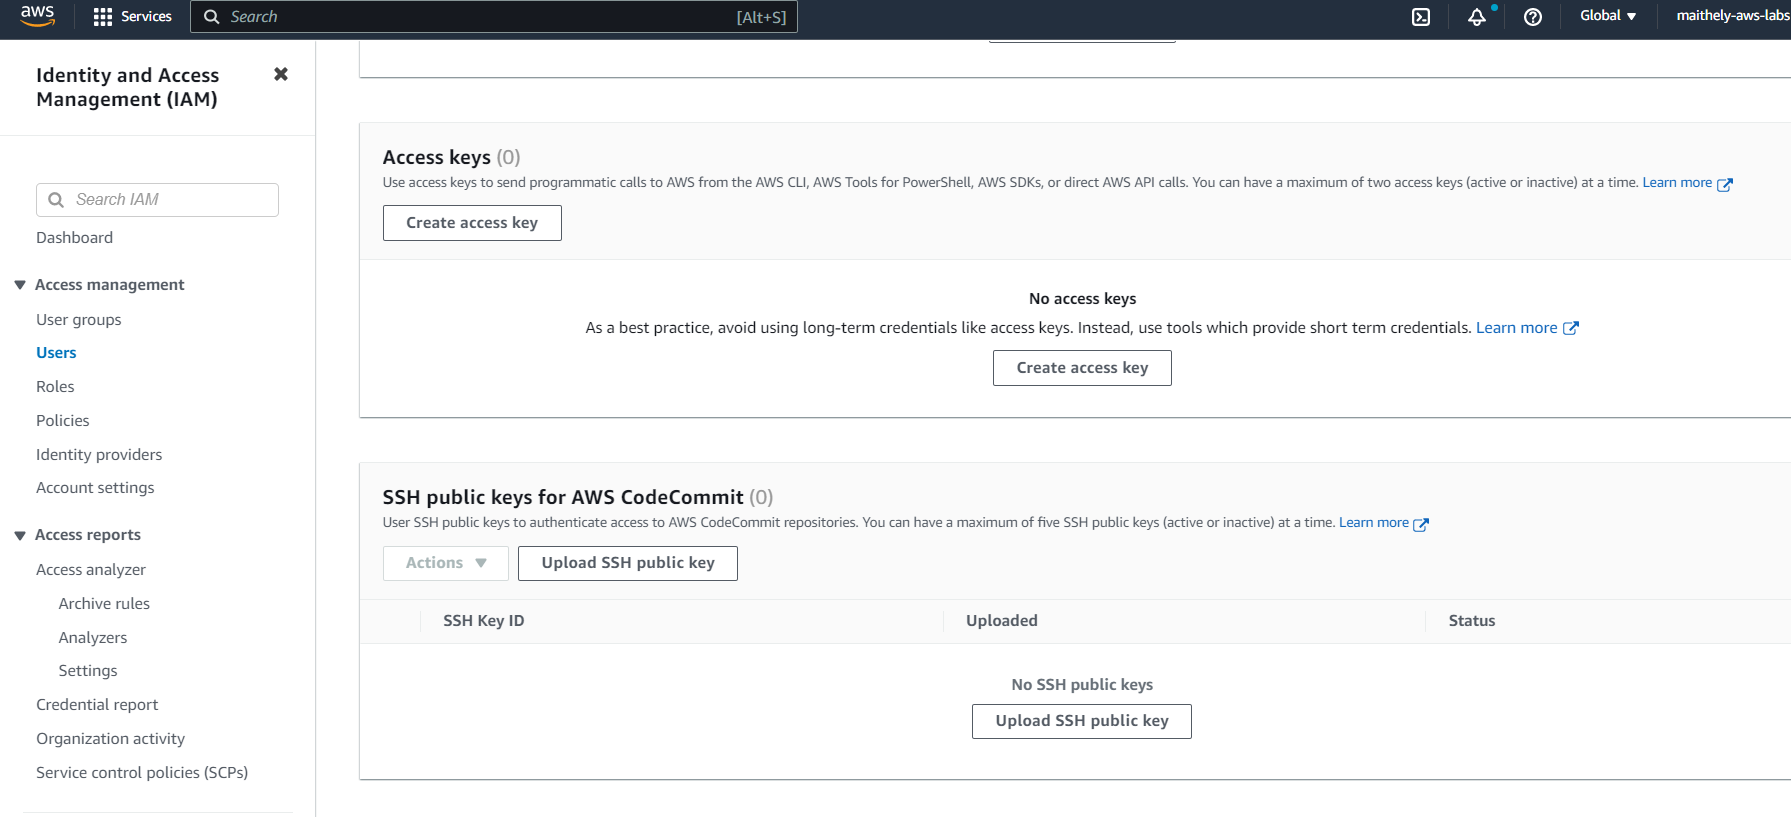 aws
Services
Search
[Alt+S]
Global
maithely-aws-labs
Identity and Access
Management (IAM)
Search IAM
Dashboard
Access management
User groups
Users
Roles
Policies
Identity providers
Account settings
Access reports
Access analyzer
Archive rules
Analyzers
Settings
Credential report
Organization activity
Service control policies (SCPs)
Access keys (0)
Use access keys to send programmatic calls to AWS from the AWS CLI, AWS Tools for PowerShell, AWS SDKs, or direct AWS API calls. You can have a maximum of two access keys (active or inactive) at a time. Learn more
Create access key
No access keys
As a best practice, avoid using long-term credentials like access keys. Instead, use tools which provide short term credentials. Learn more
Create access key
SSH public keys for AWS CodeCommit (0)
User SSH public keys to authenticate access to AWS CodeCommit repositories. You can have a maximum of five SSH public keys (active or inactive) at a time. Learn more
Actions
Upload SSH public key
SSH Key ID
Uploaded
Status
No SSH public keys
Upload SSH public key